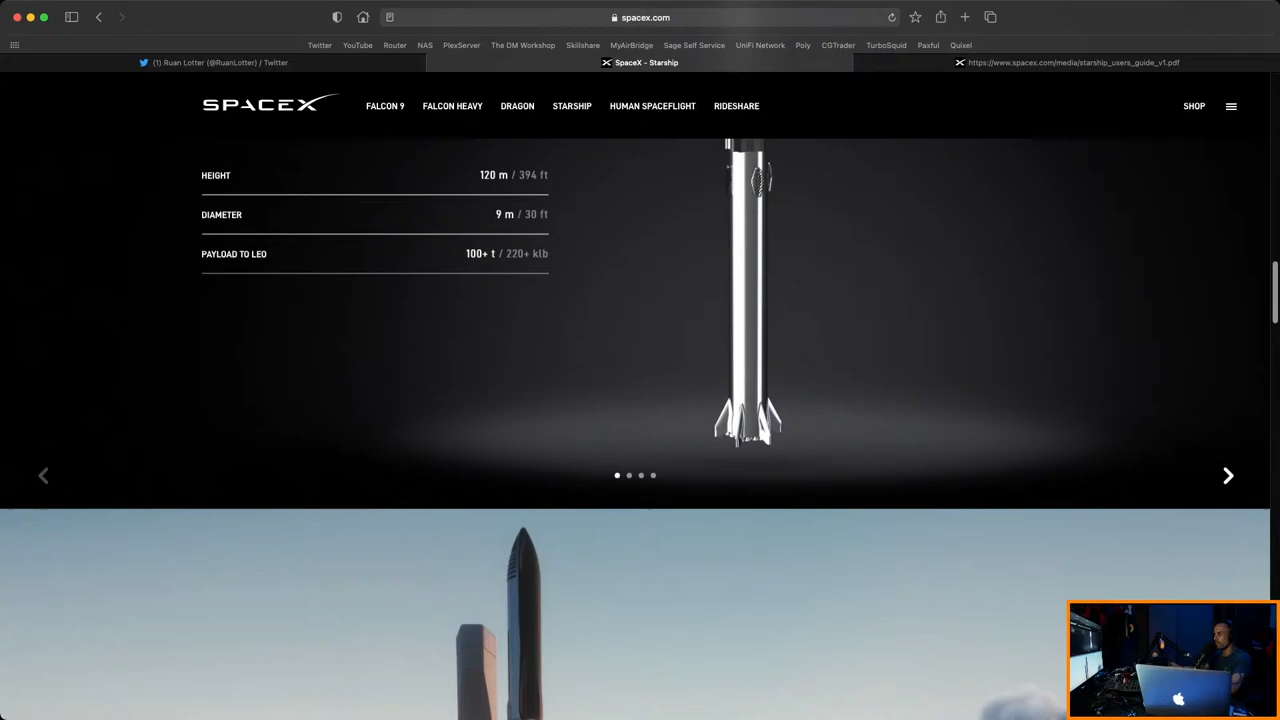 spacex.com
Twitter YouTube Router NAS PlexServer The DM Workshop Skillshare MyAirBridge Sage Self Service UniFi Network Poly CGTrader TurboSquid Paxful Quixel
(1) Ruan Lotter (@RuanLotter) / Twitter
SpaceX - Starship
https://www.spacex.com/media/starship_users_guide_v1.pdf
SPACEX FALCON 9 FALCON HEAVY DRAGON STARSHIP HUMAN SPACEFLIGHT RIDESHARE SHOP
HEIGHT 120 m / 394 ft
DIAMETER 9 m / 30 ft
PAYLOAD TO LEO 100+ t / 220+ klb